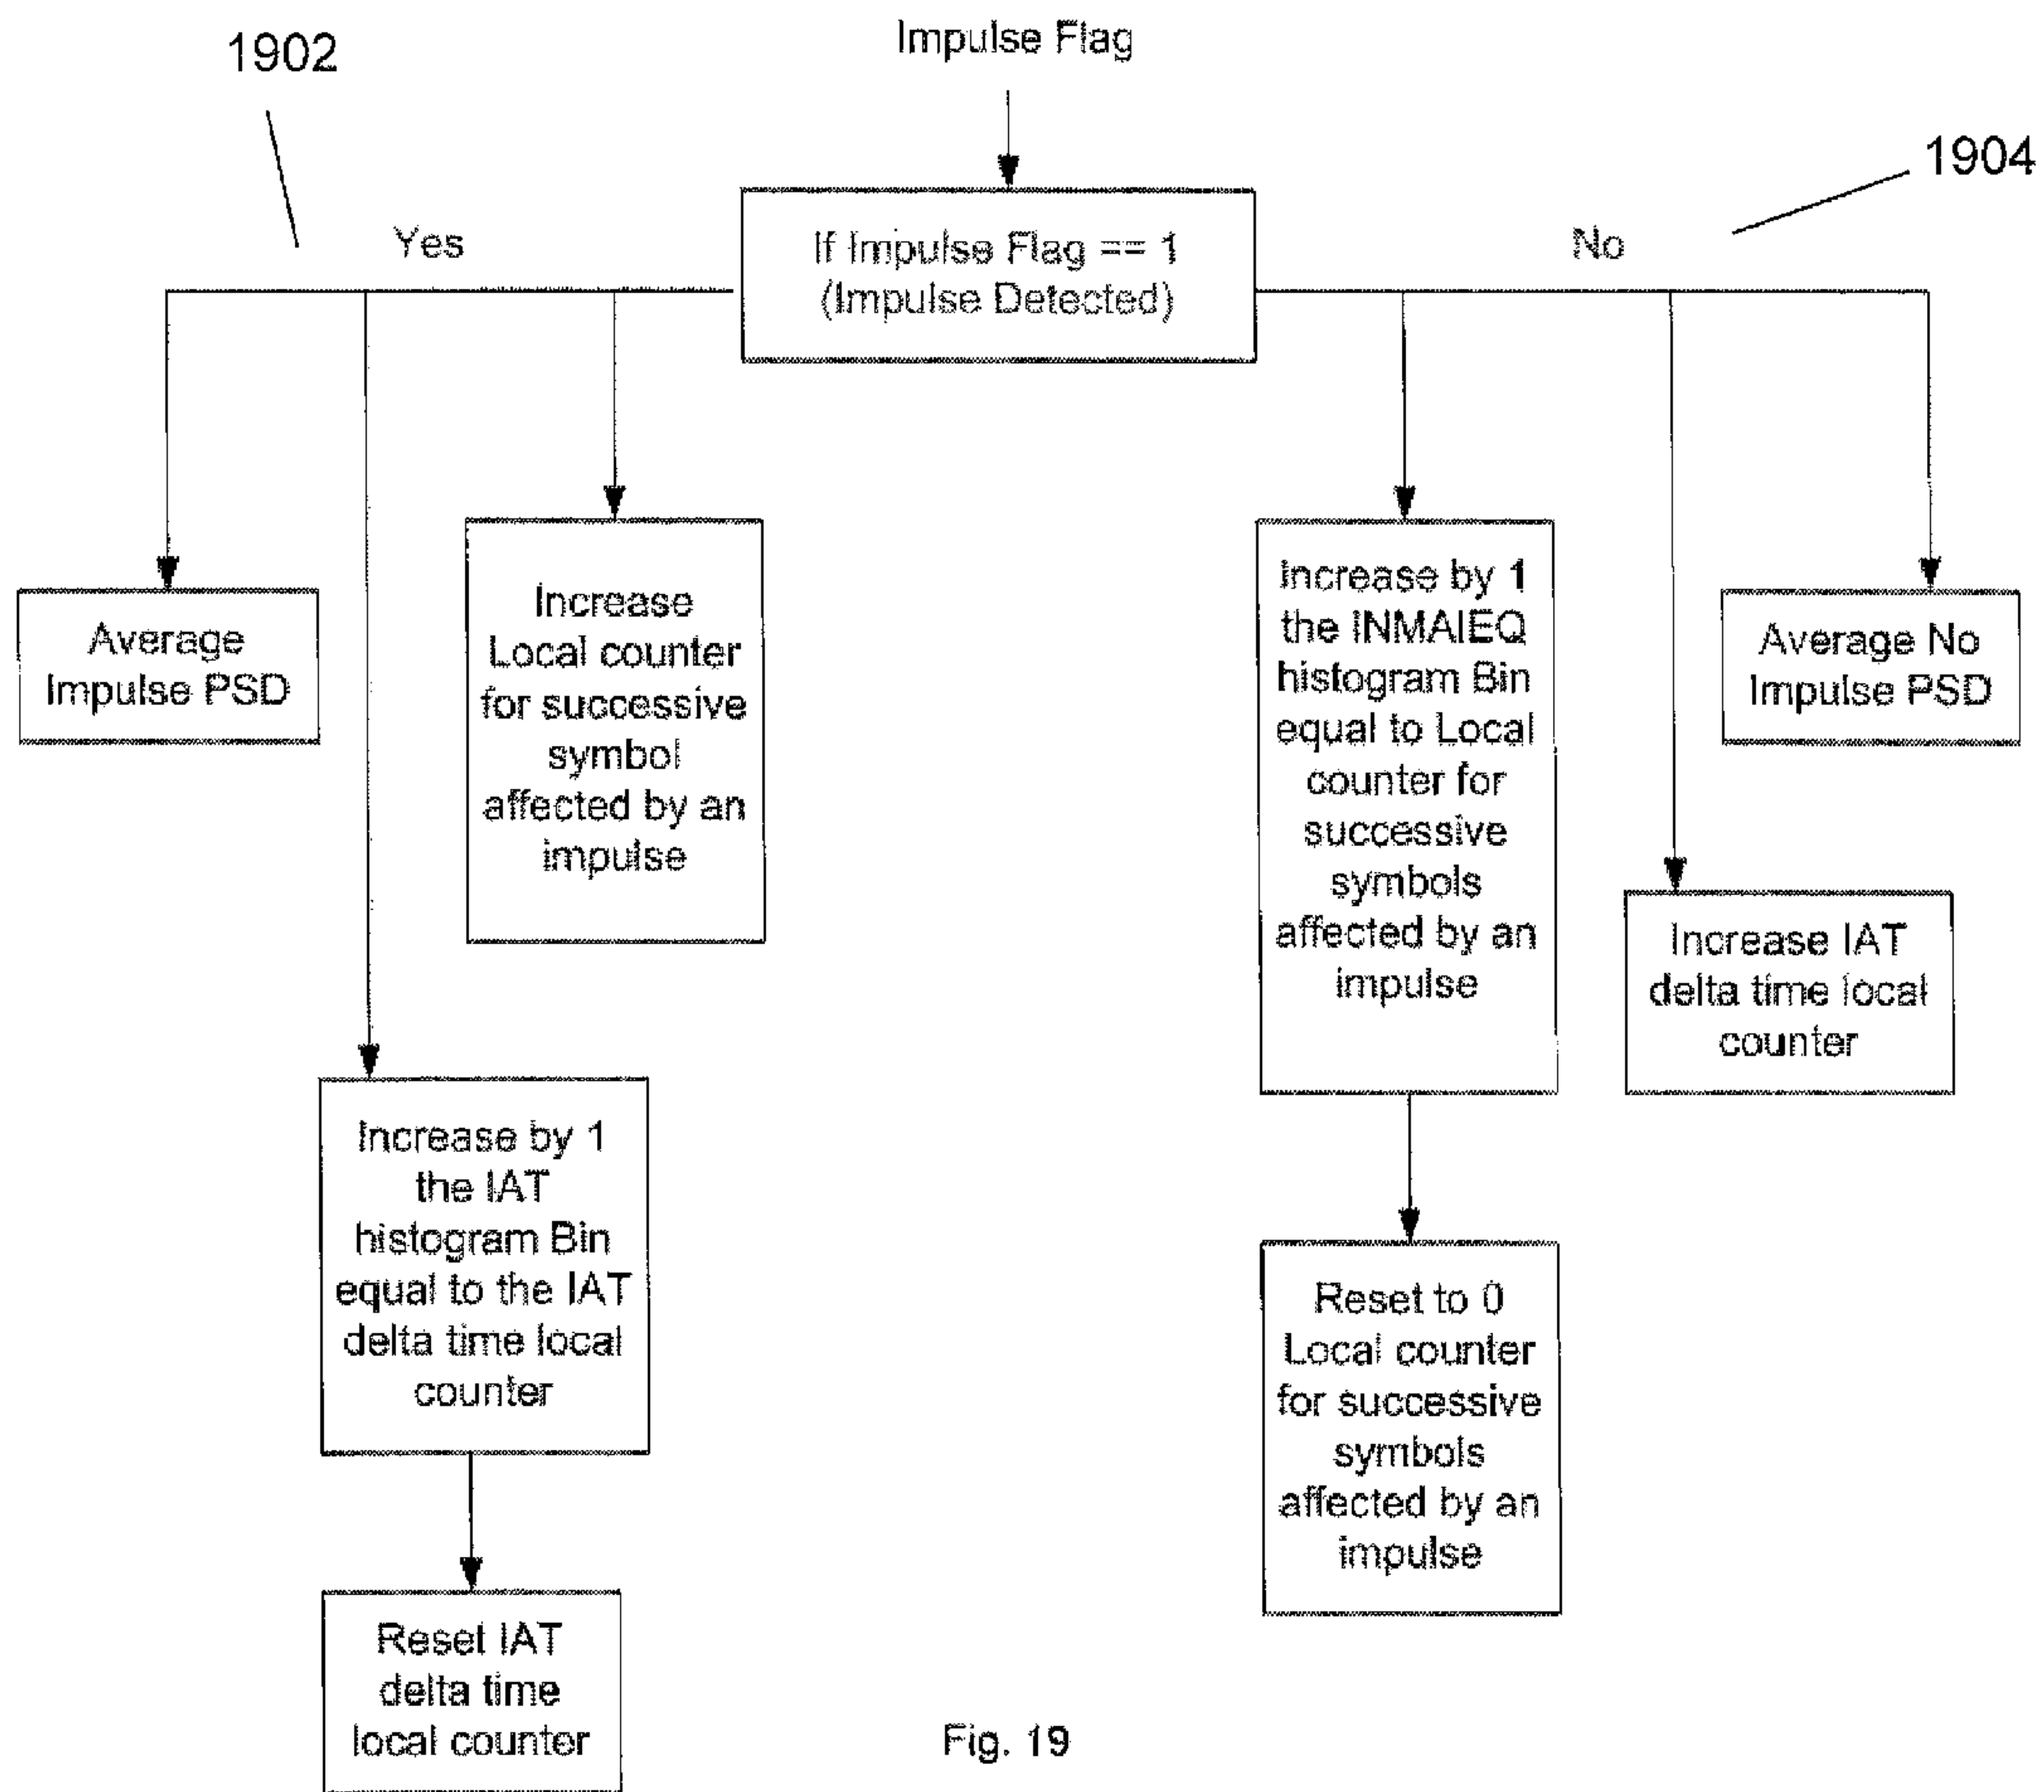 1902
Impulse Flag
1904
Yes
If Impulse Flag == 1
(Impulse Detected)
No
Average
Impulse PSD
Increase
Local counter
for successive
symbol
affected by an
impulse
Increase by 1
the INMAIEQ
histogram Bin
equal to Local
counter for
successive
symbols
affected by an
impulse
Average No
Impulse PSD
Increase IAT
delta time local
counter
Increase by 1
the IAT
histogram Bin
equal to the IAT
delta time local
counter
Reset to 0
Local counter
for successive
symbols
affected by an
impulse
Reset IAT
delta time
local counter
Fig. 19